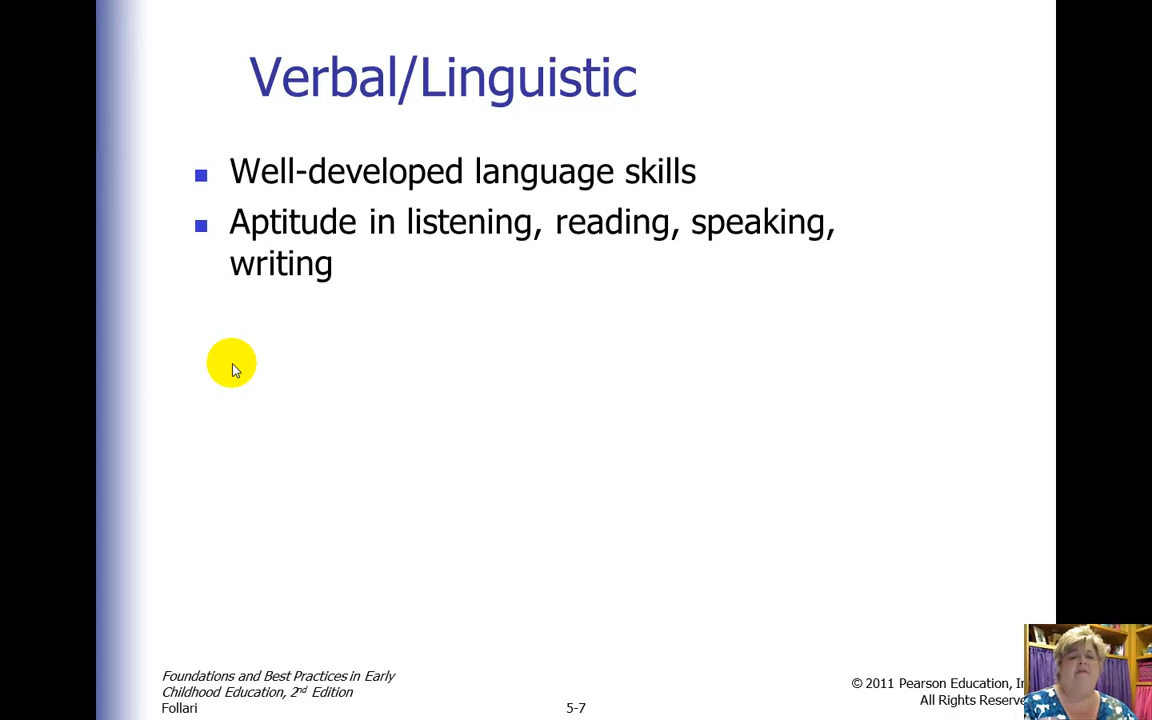 Verbal/Linguistic
Well-developed language skills
Aptitude in listening, reading, speaking,
writing
Foundations and Best Practices in Early
Childhood Education, 2nd Edition
Follari
5-7
© 2011 Pearson Education, In
All Rights Reserve